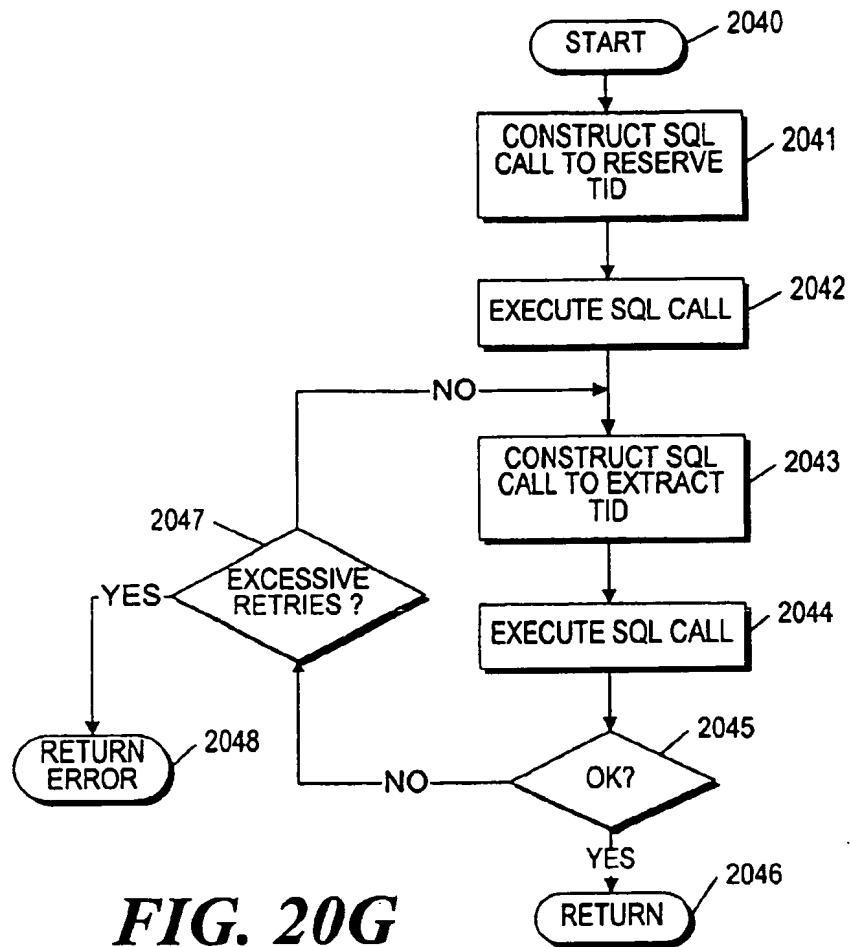 START
2040
CONSTRUCT SQL
CALL TO RESERVE
TID
2041
EXECUTE SQL CALL
2042
NO
CONSTRUCT SQL
CALL TO EXTRACT
TID
2043
2047
EXCESSIVE
RETRIES ?
YES
EXECUTE SQL CALL
2044
RETURN
ERROR
2048
NO
OK?
2045
YES
RETURN
2046
FIG. 20G